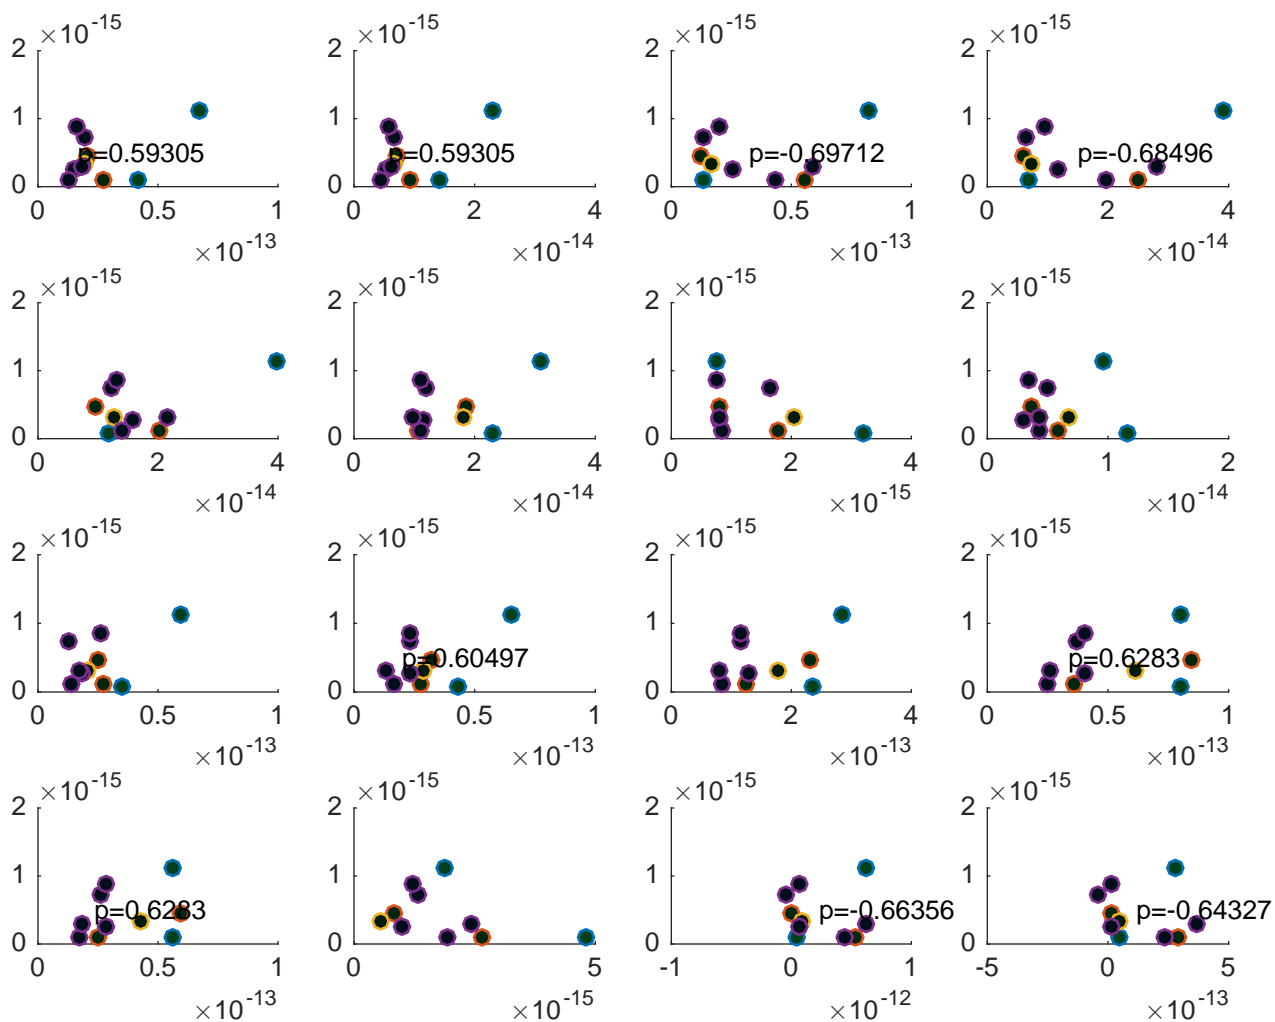 ×10-15 ×10-15 ×10-15 ×10-15
2 2 2 2
1 1 1 1
p=0.59305 p=0.59305 p=-0.69712 p=-0.68496
0 0 0 0
0 0.5 1 0 2 4 0 0.5 1 0 2 4
×10-13 ×10-14 ×10-13 ×10-14
×10-15 ×10-15 ×10-15 ×10-15
2 2 2 2
1 1 1 1
0 0 0 0
0 2 4 0 2 4 0 2 4 0 1 2
×10-14 ×10-14 ×10-15 ×10-14
×10-15 ×10-15 ×10-15 ×10-15
2 2 2 2
1 1 1 1
p=0.60497 p=0.6283
0 0 0 0
0 0.5 1 0 0.5 1 0 2 4 0 0.5 1
×10-13 ×10-13 ×10-13 ×10-13
×10-15 ×10-15 ×10-15 ×10-15
2 2 2 2
1 1 1 1
p=0.6283 p=-0.66356 p=-0.64327
0 0 0 0
0 0.5 1 0 5 -1 0 1 -5 0 5
×10-13 ×10-15 ×10-12 ×10-13